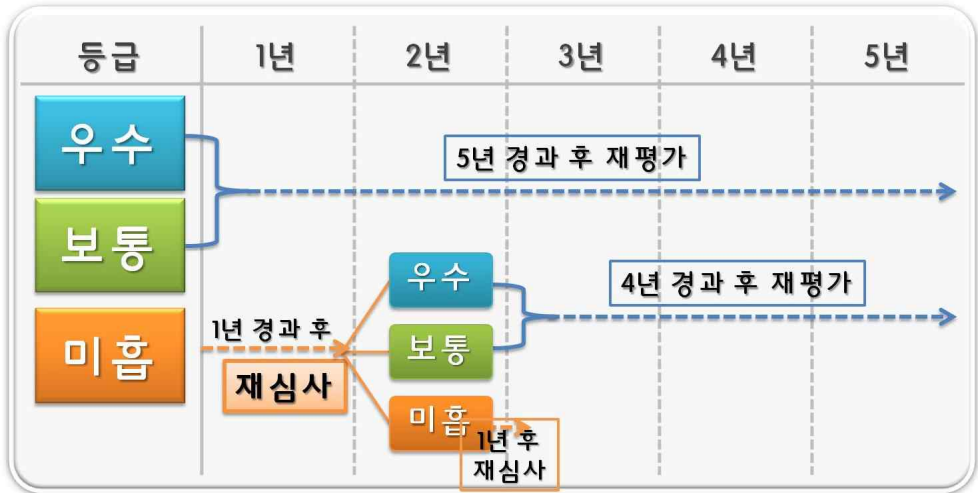 등급 1년 2년 3년 4년 5년
우수
5년 경과 후 재평가
보통
우수
4년 경과 후 재평가
1년 경과 후
미흡
보통
재심사
미흡
1년 후
재심사